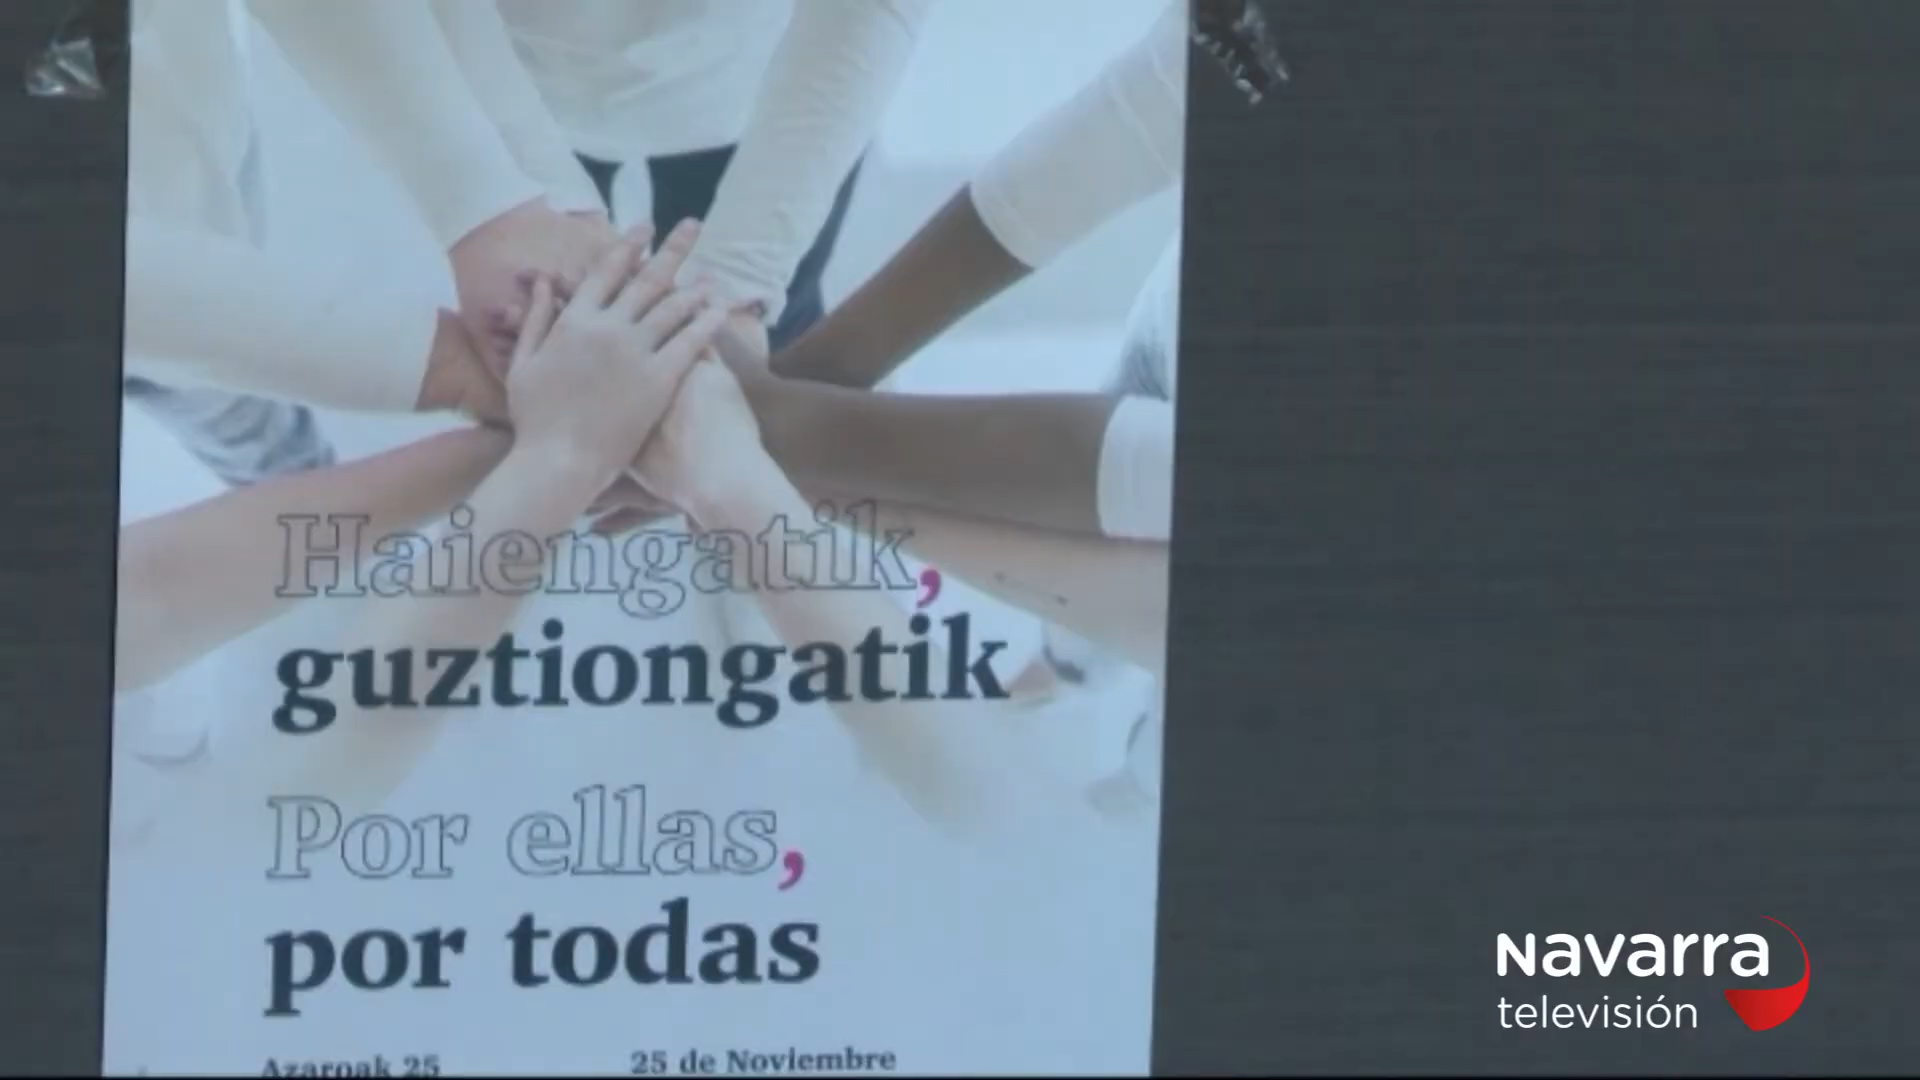 Haiengatik,
guztiongatik
Por ellas,
por todas
Azaroak 25
25 de Noviembre
Navarra
televisión